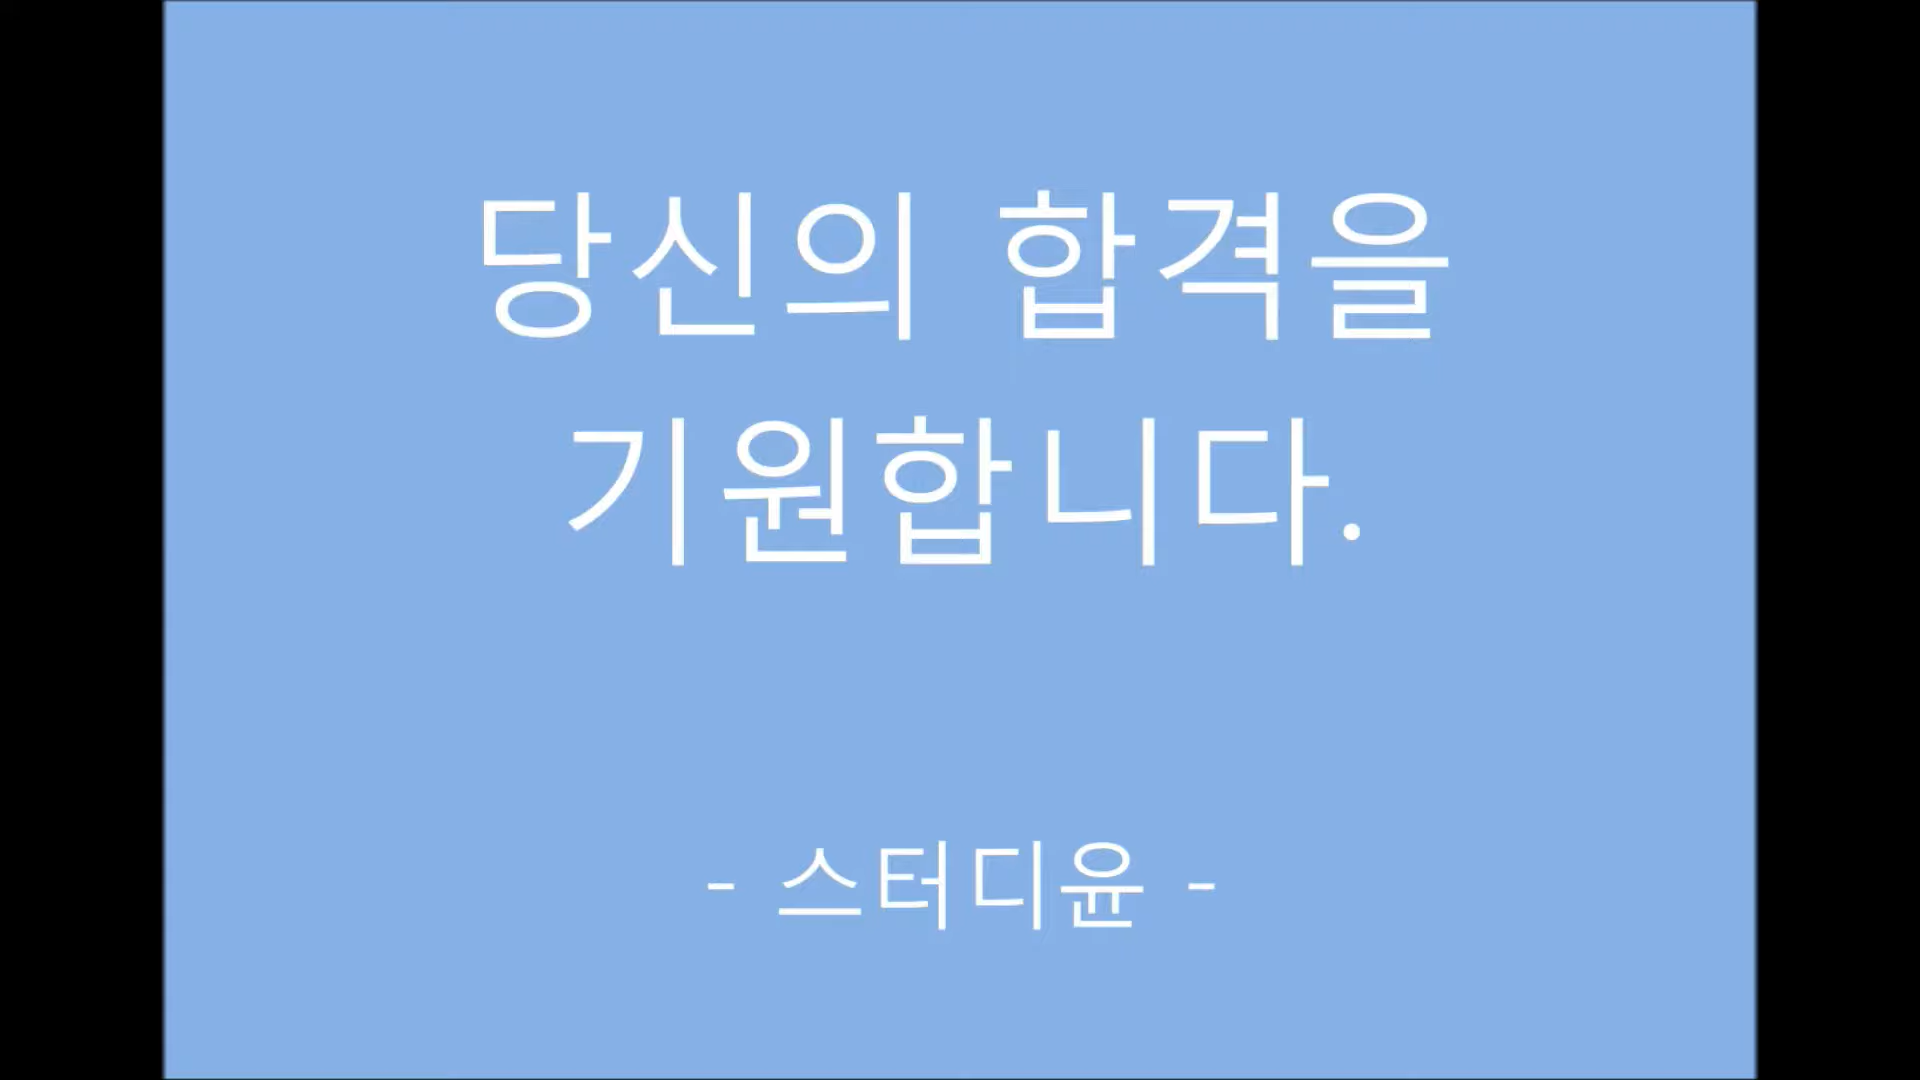 당신의 합격을
기원합니다.
- 스터디윤 -